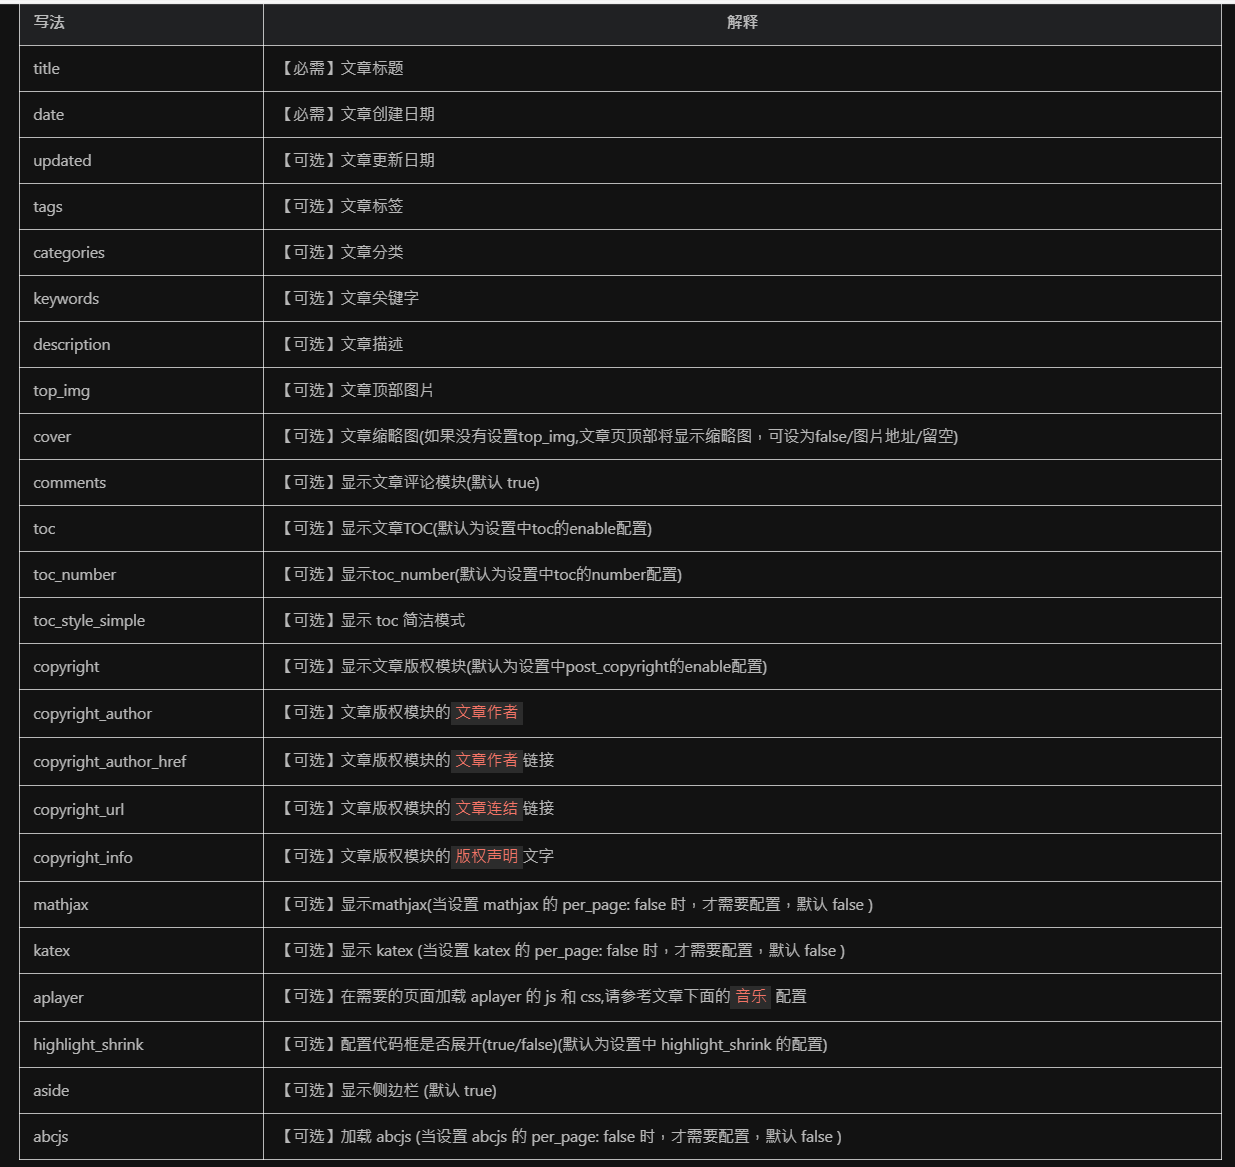 写法 解释
title 【必需】文章标题
date 【必需】文章创建日期
updated 【可选】文章更新日期
tags 【可选】文章标签
categories 【可选】文章分类
keywords 【可选】文章关键字
description 【可选】文章描述
top_img 【可选】文章顶部图片
cover 【可选】文章缩略图(如果没有设置top_img,文章页顶部将显示缩略图，可设为false/图片地址/留空)
comments 【可选】显示文章评论模块(默认 true)
toc 【可选】显示文章TOC(默认为设置中toc的enable配置)
toc_number 【可选】显示toc_number(默认为设置中toc的number配置)
toc_style_simple 【可选】显示 toc 简洁模式
copyright 【可选】显示文章版权模块(默认为设置中post_copyright的enable配置)
copyright_author 【可选】文章版权模块的文章作者
copyright_author_href 【可选】文章版权模块的文章作者链接
copyright_url 【可选】文章版权模块的文章连结链接
copyright_info 【可选】文章版权模块的版权声明文字
mathjax 【可选】显示mathjax(当设置 mathjax 的 per_page: false 时，才需要配置，默认 false )
katex 【可选】显示 katex (当设置 katex 的 per_page: false 时，才需要配置，默认 false )
aplayer 【可选】在需要的页面加载 aplayer 的 js 和 css,请参考文章下面的音乐 配置
highlight_shrink 【可选】配置代码框是否展开(true/false)(默认为设置中 highlight_shrink 的配置)
aside 【可选】显示侧边栏 (默认 true)
abcjs 【可选】加载 abcjs (当设置 abcjs 的 per_page: false 时，才需要配置，默认 false )